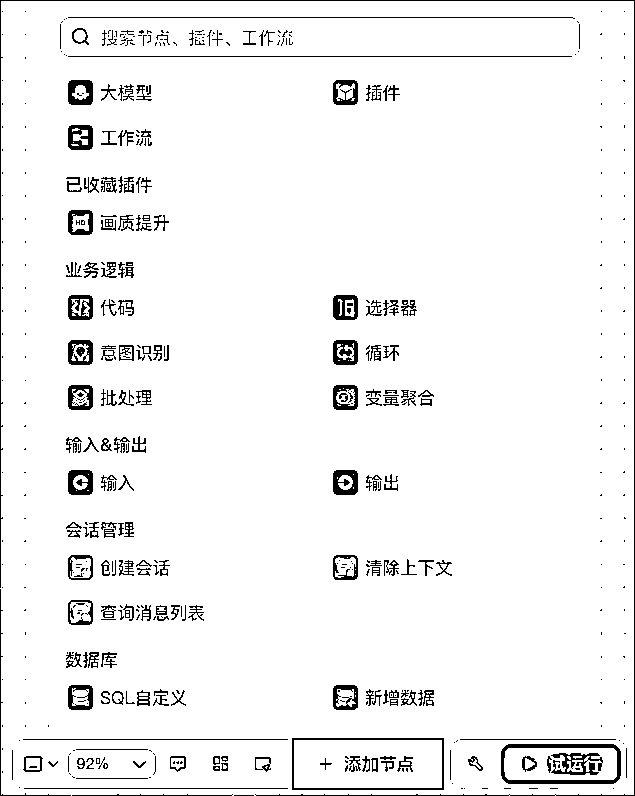 搜索节点、插件、工作流
大模型 插件
工作流
已收藏插件
HD 画质提升
业务逻辑
代码 选择器
意图识别 循环
批处理 变量聚合
输入&输出
输入 输出
会话管理
创建会话 清除上下文
查询消息列表
数据库
SQL自定义 新增数据
92% + 添加节点 试运行